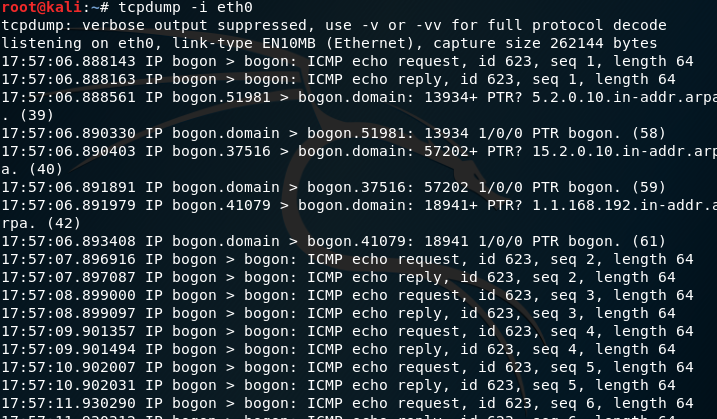 root@kali:~# tcpdump -i eth0
tcpdump: verbose output suppressed, use -v or -vv for full protocol decode
listening on eth0, link-type EN10MB (Ethernet), capture size 262144 bytes
17:57:06.888143 IP bogon > bogon: ICMP echo request, id 623, seq 1, length 64
17:57:06.888163 IP bogon > bogon: ICMP echo reply, id 623, seq 1, length 64
17:57:06.888561 IP bogon.51981 > bogon.domain: 13934+ PTR? 5.2.0.10.in-addr.arpa
. (39)
17:57:06.890330 IP bogon.domain > bogon.51981: 13934 1/0/0 PTR bogon. (58)
17:57:06.890403 IP bogon.37516 > bogon.domain: 57202+ PTR? 15.2.0.10.in-addr.arp
a. (40)
17:57:06.891891 IP bogon.domain > bogon.37516: 57202 1/0/0 PTR bogon. (59)
17:57:06.891979 IP bogon.41079 > bogon.domain: 18941+ PTR? 1.1.168.192.in-addr.a
rpa. (42)
17:57:06.893408 IP bogon.domain > bogon.41079: 18941 1/0/0 PTR bogon. (61)
17:57:07.896916 IP bogon > bogon: ICMP echo request, id 623, seq 2, length 64
17:57:07.897087 IP bogon > bogon: ICMP echo reply, id 623, seq 2, length 64
17:57:08.899000 IP bogon > bogon: ICMP echo request, id 623, seq 3, length 64
17:57:08.899097 IP bogon > bogon: ICMP echo reply, id 623, seq 3, length 64
17:57:09.901357 IP bogon > bogon: ICMP echo request, id 623, seq 4, length 64
17:57:09.901494 IP bogon > bogon: ICMP echo reply, id 623, seq 4, length 64
17:57:10.902007 IP bogon > bogon: ICMP echo request, id 623, seq 5, length 64
17:57:10.902031 IP bogon > bogon: ICMP echo reply, id 623, seq 5, length 64
17:57:11.930290 IP bogon > bogon: ICMP echo request, id 623, seq 6, length 64
IP bogon > bogon: ICMP echo reply, id 623, seq 6, length 64